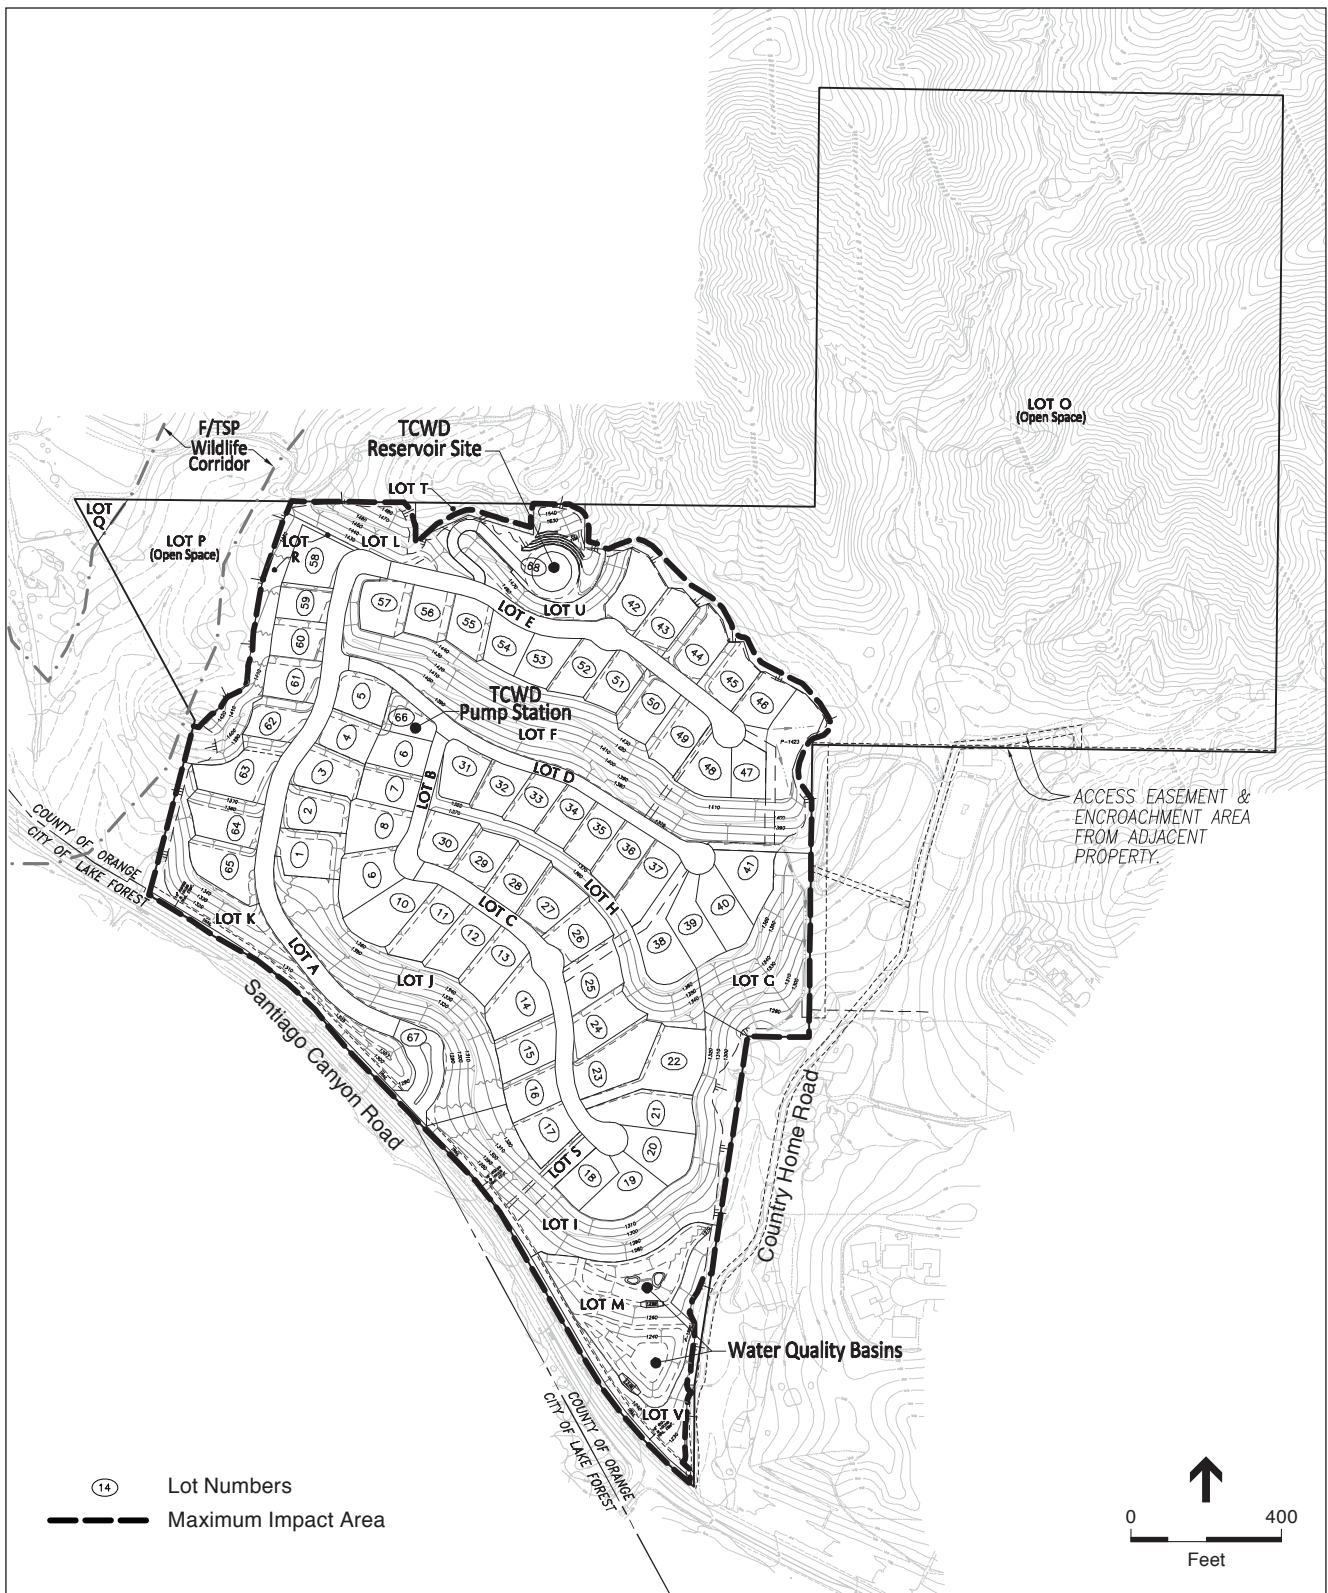 LOT O
(Open Space)
F/TSP
Wildlife
Corridor
TCWD
Reservoir Site
LOT T
LOT
Q
LOT P
(Open Space)
LOT
R
LOT L
58
68
LOT U
LOT E
59
57
56
55
54
53
52
51
50
49
48
47
42
43
44
45
46
P-1423
60
61
62
63
64
65
5
66
TCWD
Pump Station
LOT F
4
6
3
7
2
8
1
9
LOT B
LOT D
31
32
33
34
35
36
37
41
30
29
28
27
26
LOT H
40
39
38
10
11
12
13
LOT C
25
24
14
15
16
17
23
22
21
20
19
18
LOT S
LOT G
LOT K
LOT A
LOT J
67
LOT I
LOT M
LOT V
ACCESS EASEMENT &
ENCROACHMENT AREA
FROM ADJACENT
PROPERTY.
COUNTY OF ORANGE
CITY OF LAKE FOREST
Santiago Canyon Road
Country Home Road
Water Quality Basins
COUNTY OF ORANGE
CITY OF LAKE FOREST
14 Lot Numbers
Maximum Impact Area
0 400
Feet